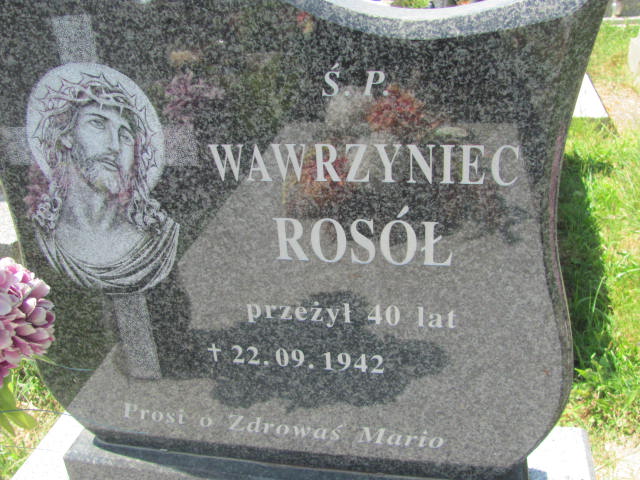 Ś. P.
WAWRZYNIEC
ROSÓŁ
przeżył 40 lat
† 22.09.1942
Prosi o Zdrowaś Mario